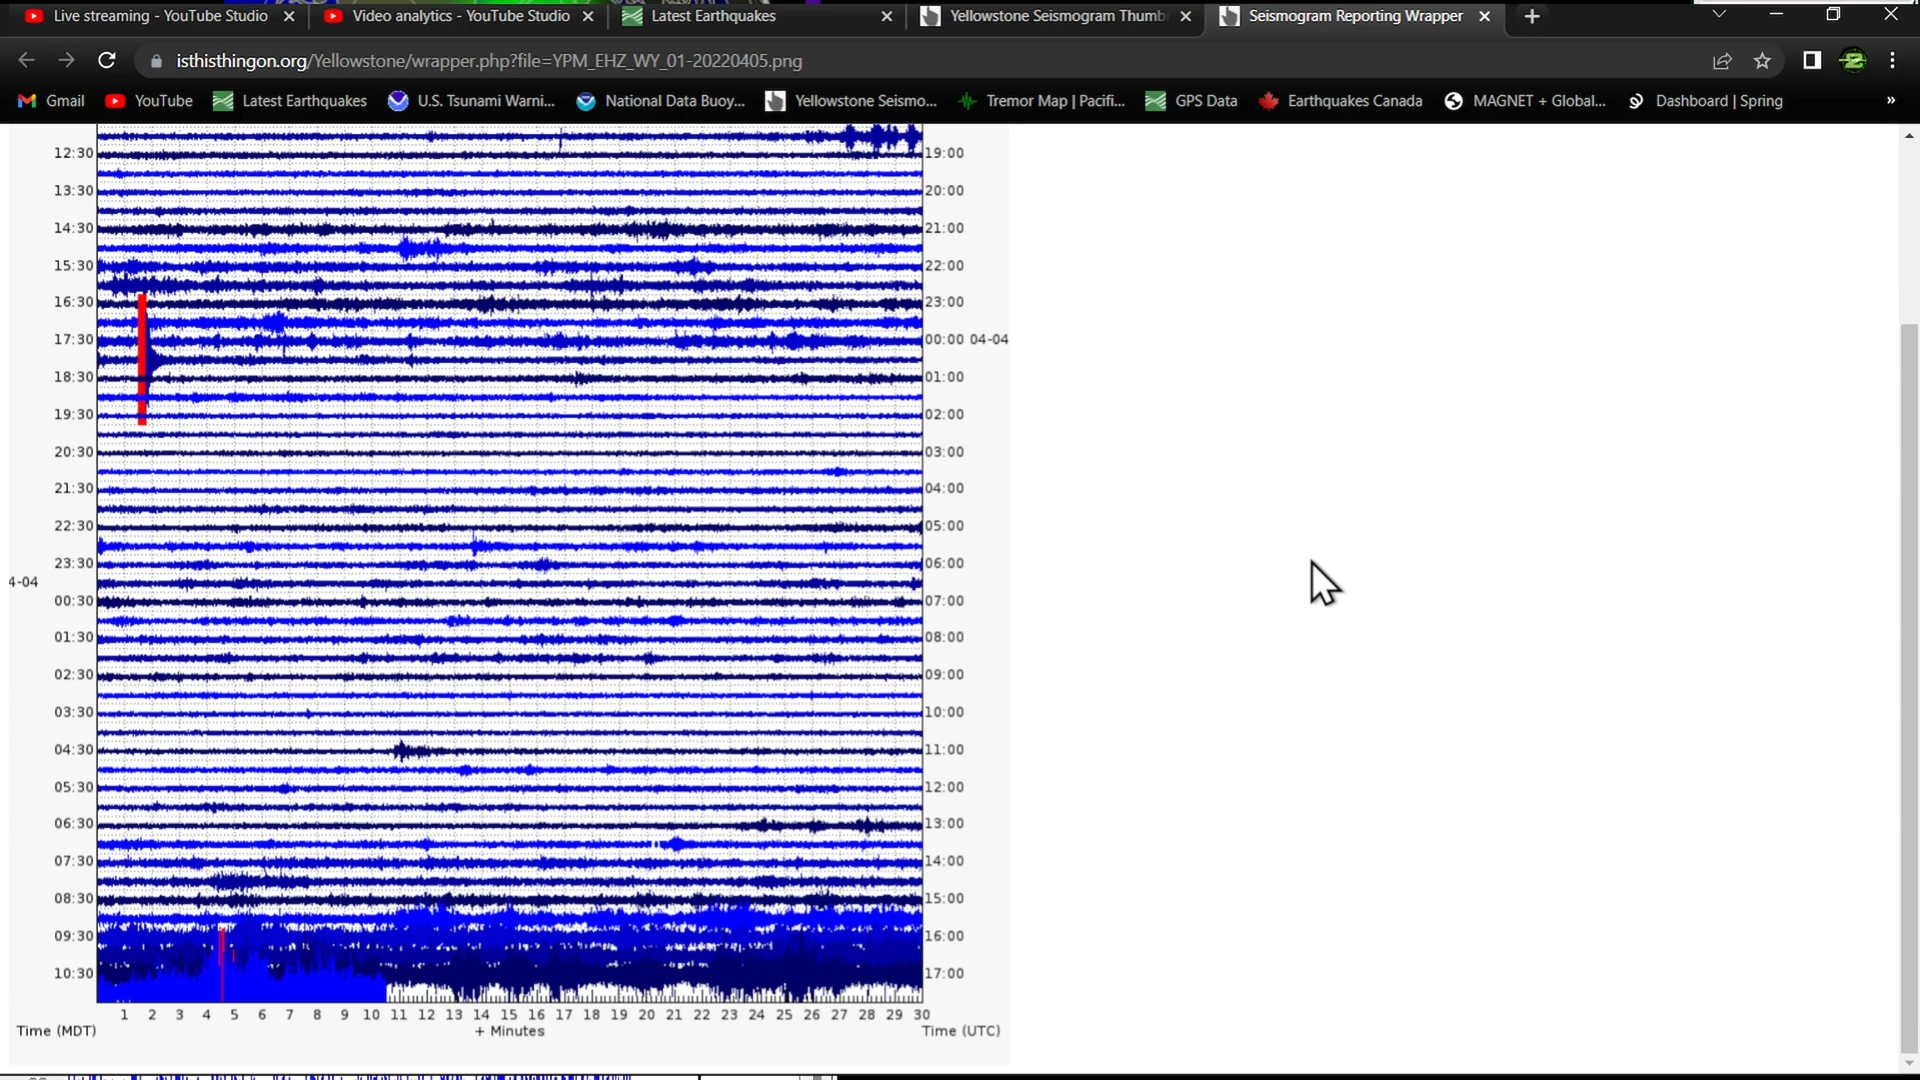 Live streaming - YouTube Studio
Video analytics - YouTube Studio
Latest Earthquakes
Yellowstone Seismogram Thumb
Seismogram Reporting Wrapper
isthisthingon.org/Yellowstone/wrapper.php?file=YPM_EHZ_WY_01-20220405.png
Gmail
YouTube
Latest Earthquakes
U.S. Tsunami Warni...
National Data Buoy...
Yellowstone Seismo...
Tremor Map | Pacifi...
GPS Data
Earthquakes Canada
MAGNET + Global...
Dashboard | Spring
»
12:30 19:00
13:30 20:00
14:30 21:00
15:30 22:00
16:30 23:00
17:30 00:00 04-04
18:30 01:00
19:30 02:00
20:30 03:00
21:30 04:00
22:30 05:00
23:30 06:00
4-04
00:30 07:00
01:30 08:00
02:30 09:00
03:30 10:00
04:30 11:00
05:30 12:00
06:30 13:00
07:30 14:00
08:30 15:00
09:30 16:00
10:30 17:00
1 2 3 4 5 6 7 8 9 10 11 12 13 14 15 16 17 18 19 20 21 22 23 24 25 26 27 28 29 30
Time (MDT) + Minutes Time (UTC)